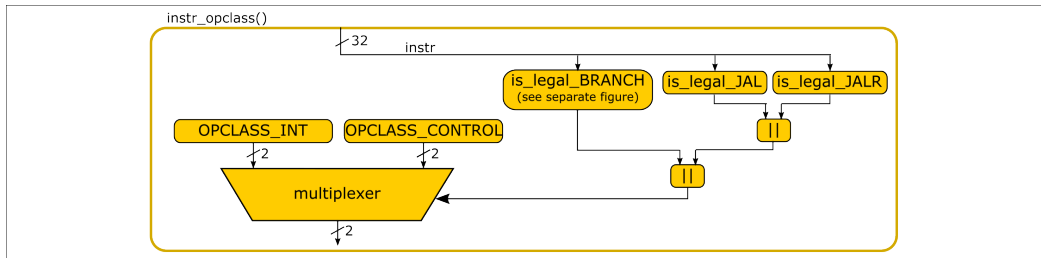 instr_opclass()
32
instr
is_legal_BRANCH
(see separate figure)
is_legal_JAL
is_legal_JALR
||
OPCLASS_INT
OPCLASS_CONTROL
2
2
||
multiplexer
2